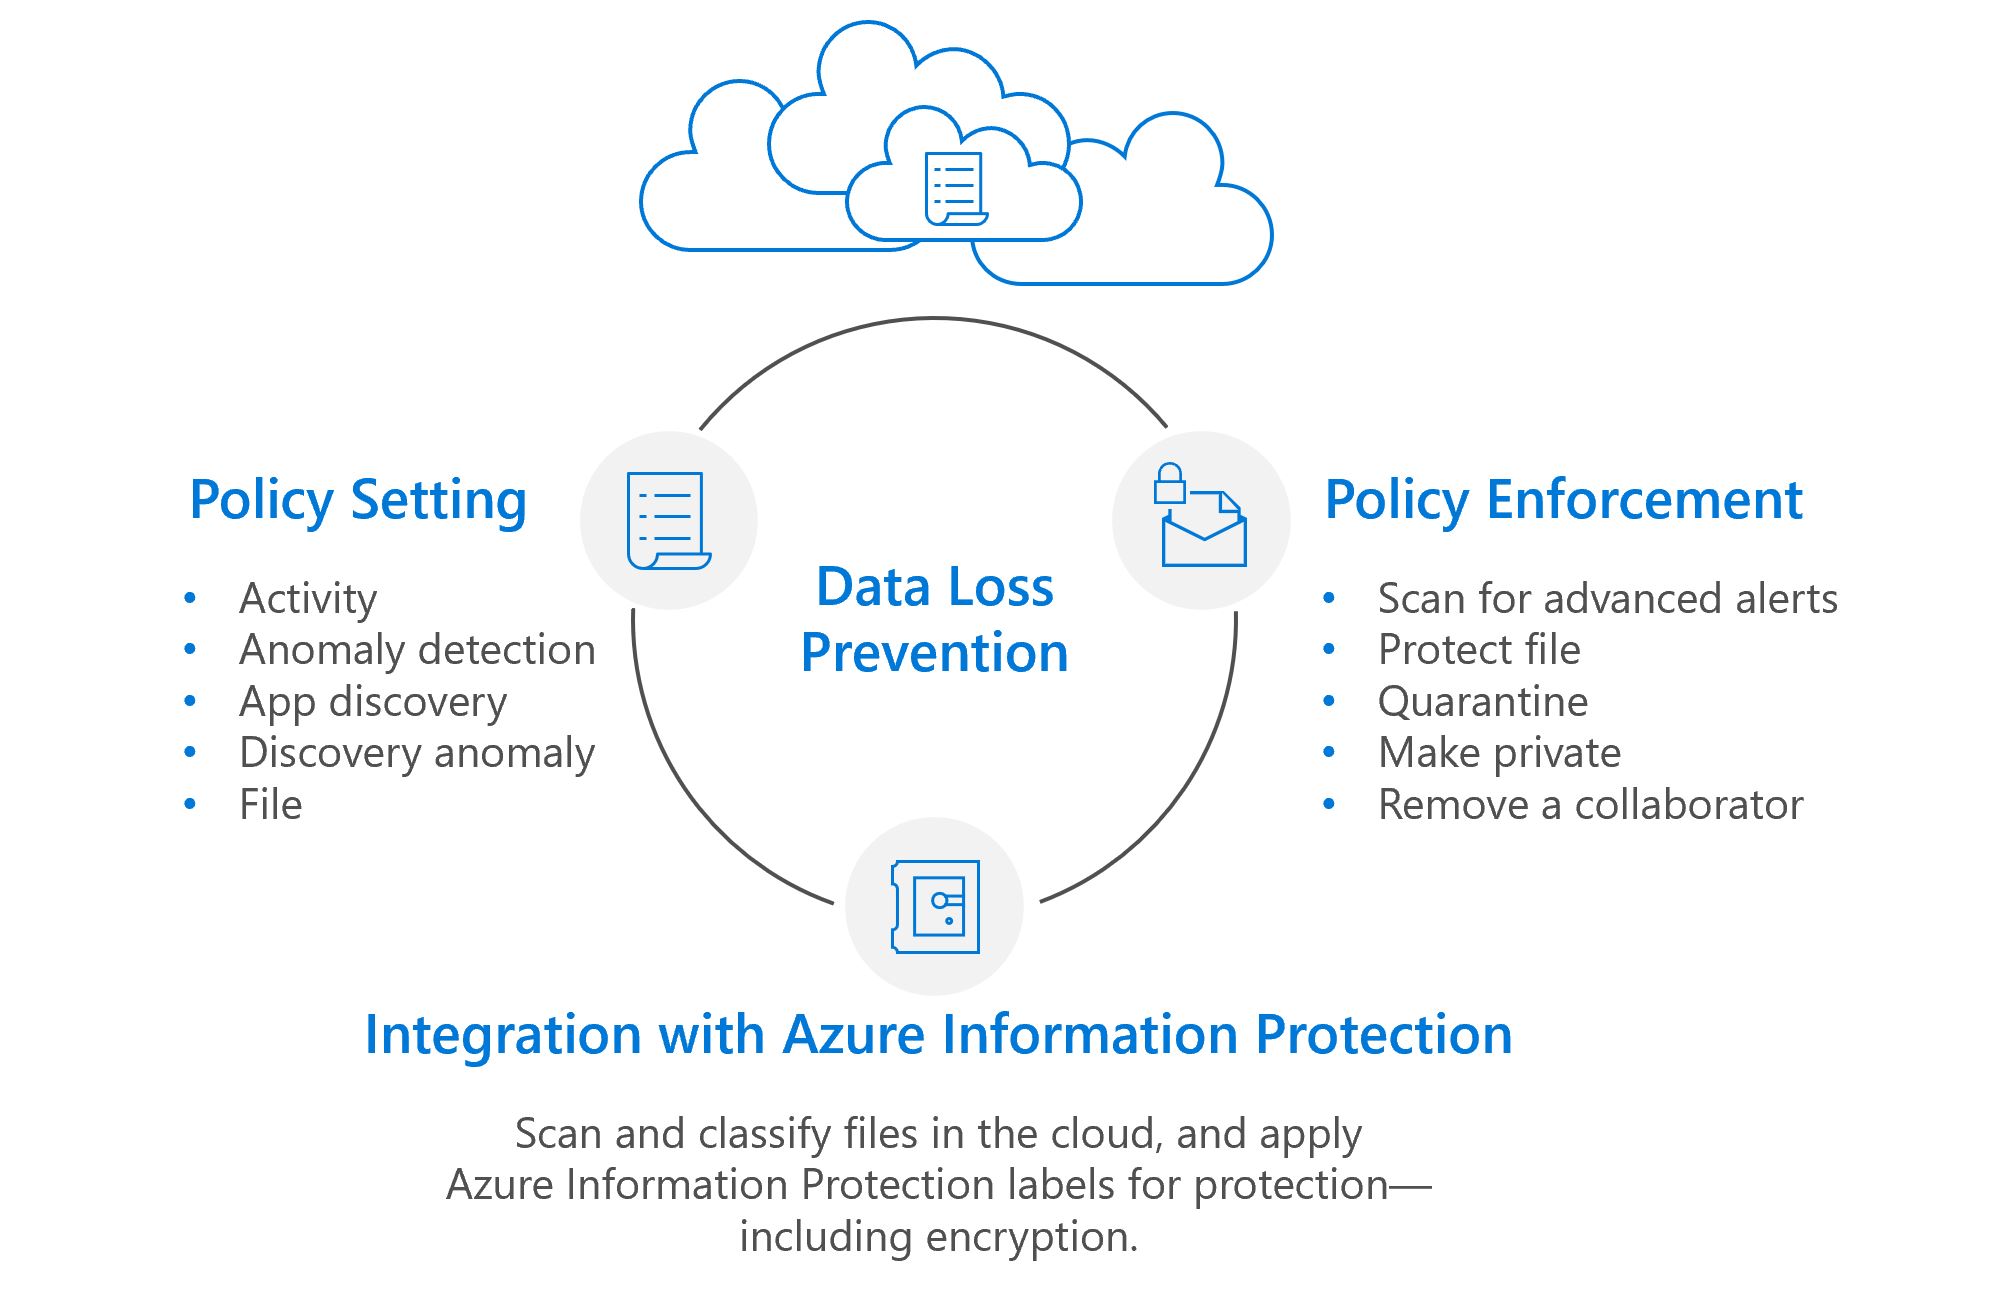 Policy Setting
• Activity
• Anomaly detection
• App discovery
• Discovery anomaly
• File
Data Loss
Prevention
Policy Enforcement
• Scan for advanced alerts
• Protect file
• Quarantine
• Make private
• Remove a collaborator
Integration with Azure Information Protection
Scan and classify files in the cloud, and apply
Azure Information Protection labels for protection—
including encryption.